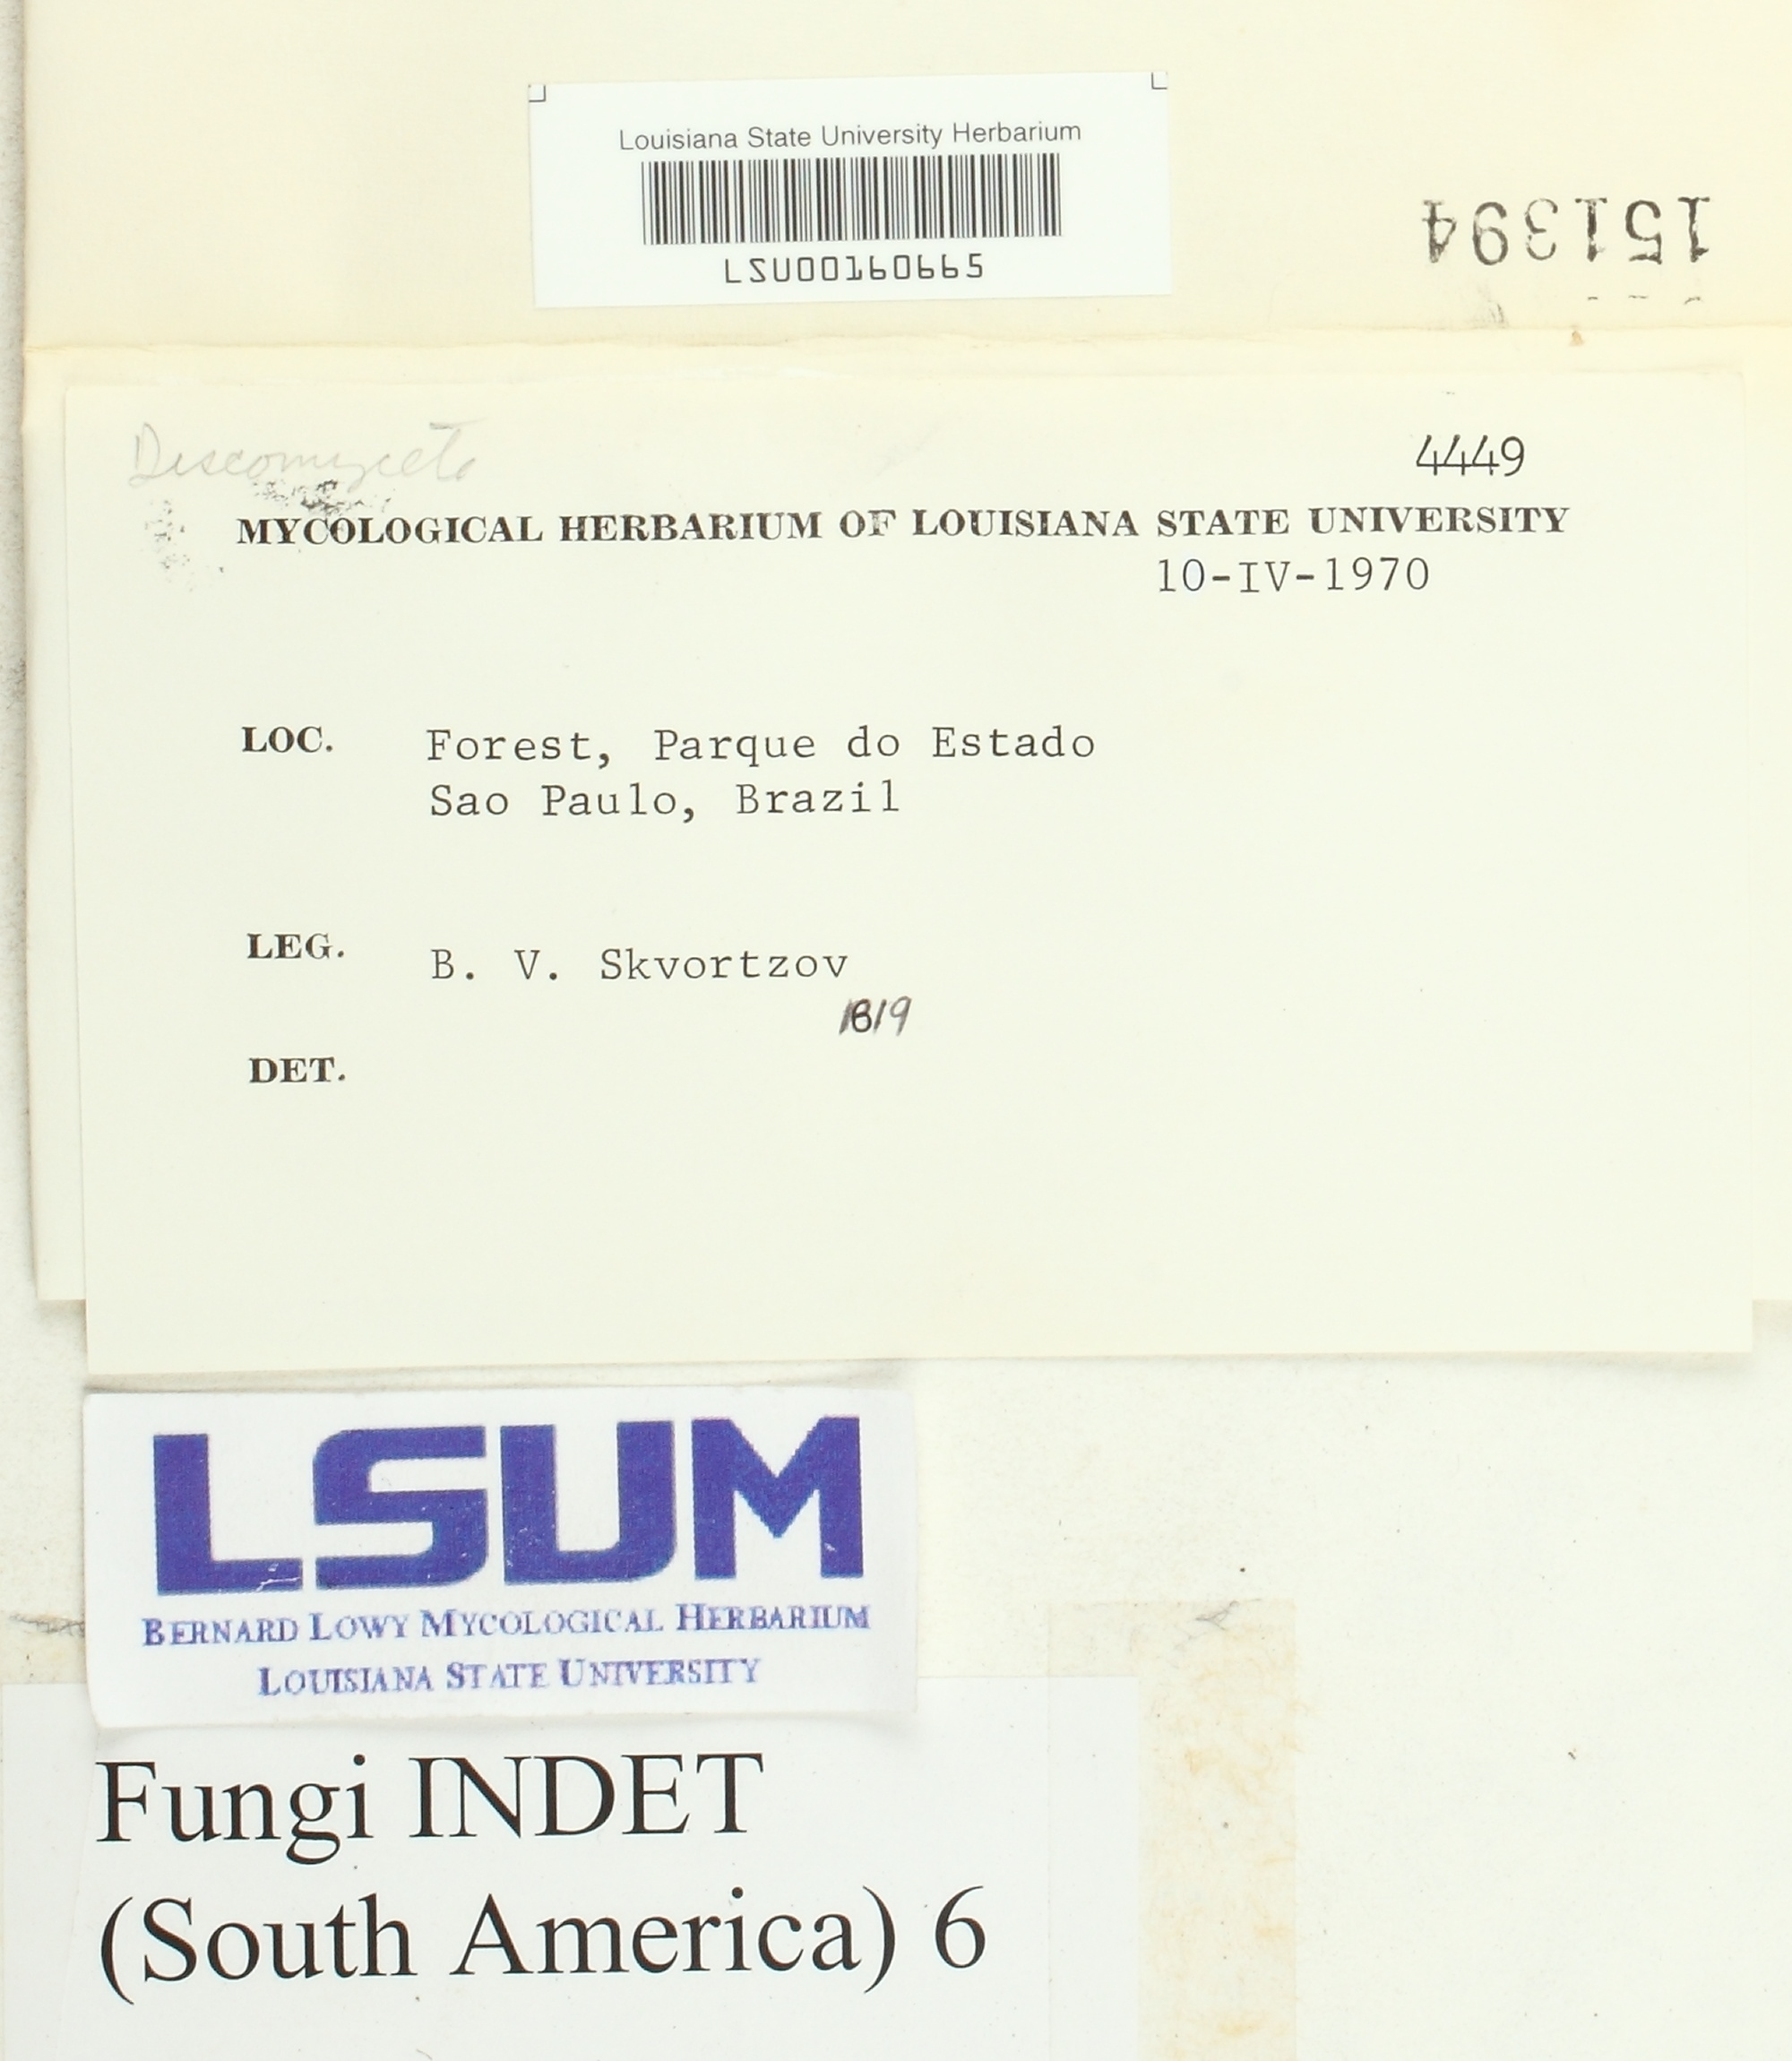 Louisiana State University Herbarium
LSU00160665
151394
Discomycete
4449
MYCOLOGICAL HERBARIUM OF LOUISIANA STATE UNIVERSITY
10-IV-1970
LOC. Forest, Parque do Estado
Sao Paulo, Brazil
LEG. B. V. Skvortzov
1819
DET.
LSUM
BERNARD LOWY MYCOLOGICAL HERBARIUM
LOUISIANA STATE UNIVERSITY
Fungi INDET
(South America) 6